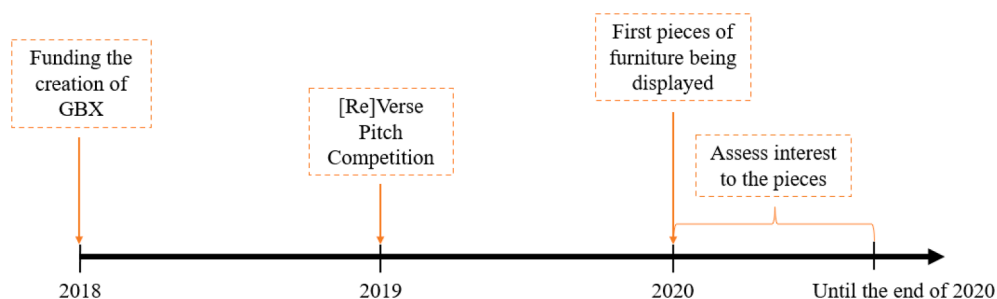 Funding the
creation of
GBX
[Re]Verse
Pitch
Competition
First pieces of
furniture being
displayed
Assess interest
to the pieces
2018
2019
2020
Until the end of 2020